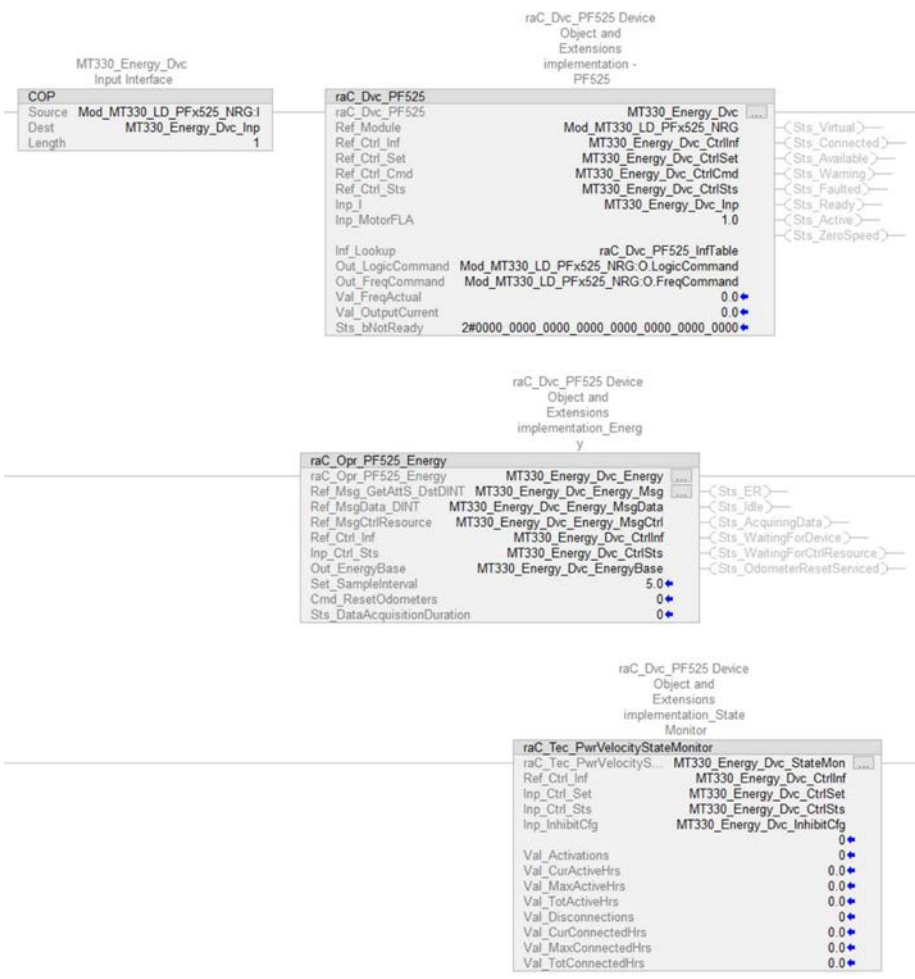 raC_Dvc_PF525 Device
Object and
Extensions
implementation -
PF525
MT330_Energy_Dvc
Input Interface
COP
Source Mod_MT330_LD_PFx525_NRG:I
Dest MT330_Energy_Dvc_Inp
Length 1
raC_Dvc_PF525
raC_Dvc_PF525 MT330_Energy_Dvc ...
Ref_Module Mod_MT330_LD_PFx525_NRG (Sts_Virtual)
Ref_Ctrl_Inf MT330_Energy_Dvc_CtrlInf (Sts_Connected)
Ref_Ctrl_Set MT330_Energy_Dvc_CtrlSet (Sts_Available)
Ref_Ctrl_Cmd MT330_Energy_Dvc_CtrlCmd (Sts_Warning)
Ref_Ctrl_Sts MT330_Energy_Dvc_CtrlSts (Sts_Faulted)
Inp_I MT330_Energy_Dvc_Inp (Sts_Ready)
Inp_MotorFLA 1.0 (Sts_Active)
(Sts_ZeroSpeed)
Inf_Lookup raC_Dvc_PF525_InfTable
Out_LogicCommand Mod_MT330_LD_PFx525_NRG:O.LogicCommand
Out_FreqCommand Mod_MT330_LD_PFx525_NRG:O.FreqCommand
Val_FreqActual 0.0
Val_OutputCurrent 0.0
Sts_bNotReady 2#0000_0000_0000_0000_0000_0000_0000_0000
raC_Dvc_PF525 Device
Object and
Extensions
implementation_Energ
y
raC_Opr_PF525_Energy
raC_Opr_PF525_Energy MT330_Energy_Dvc_Energy ...
Ref_Msg_GetAttS_DstDINT MT330_Energy_Dvc_Energy_Msg ... (Sts_ER)
Ref_MsgData_DINT MT330_Energy_Dvc_Energy_MsgData (Sts_Idle)
Ref_MsgCtrlResource MT330_Energy_Dvc_Energy_MsgCtrl (Sts_AcquiringData)
Ref_Ctrl_Inf MT330_Energy_Dvc_CtrlInf (Sts_WaitingForDevice)
Inp_Ctrl_Sts MT330_Energy_Dvc_CtrlSts (Sts_WaitingForCtrlResource)
Out_EnergyBase MT330_Energy_Dvc_EnergyBase (Sts_OdometerResetServiced)
Set_SampleInterval 5.0
Cmd_ResetOdometers 0
Sts_DataAcquisitionDuration 0
raC_Dvc_PF525 Device
Object and
Extensions
implementation_State
Monitor
raC_Tec_PwrVelocityStateMonitor
raC_Tec_PwrVelocityS... MT330_Energy_Dvc_StateMon ...
Ref_Ctrl_Inf MT330_Energy_Dvc_CtrlInf
Inp_Ctrl_Set MT330_Energy_Dvc_CtrlSet
Inp_Ctrl_Sts MT330_Energy_Dvc_CtrlSts
Inp_InhibitCfg MT330_Energy_Dvc_InhibitCfg
0
Val_Activations 0
Val_CurActiveHrs 0.0
Val_MaxActiveHrs 0.0
Val_TotActiveHrs 0.0
Val_Disconnections 0
Val_CurConnectedHrs 0.0
Val_MaxConnectedHrs 0.0
Val_TotConnectedHrs 0.0